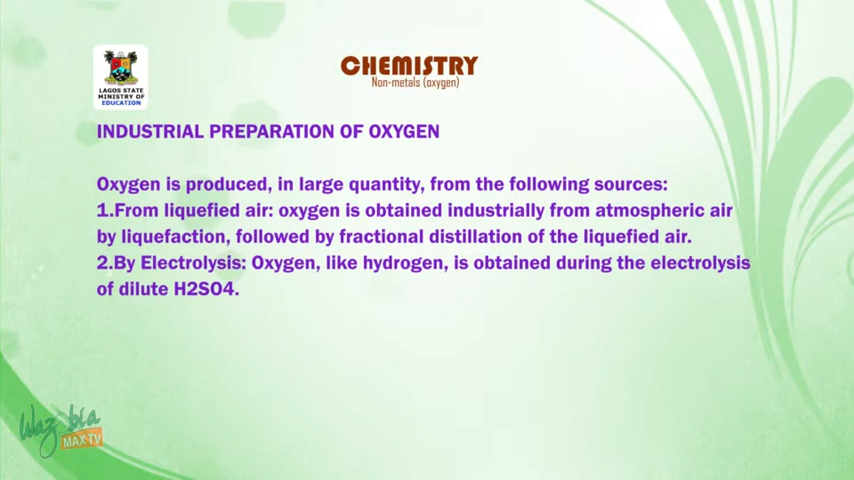 LAGOS STATE
MINISTRY OF
EDUCATION
CHEMISTRY
Non-metals (oxygen)
INDUSTRIAL PREPARATION OF OXYGEN
Oxygen is produced, in large quantity, from the following sources:
1.From liquefied air: oxygen is obtained industrially from atmospheric air
by liquefaction, followed by fractional distillation of the liquefied air.
2.By Electrolysis: Oxygen, like hydrogen, is obtained during the electrolysis
of dilute H2SO4.
Wazobia
MAX TV